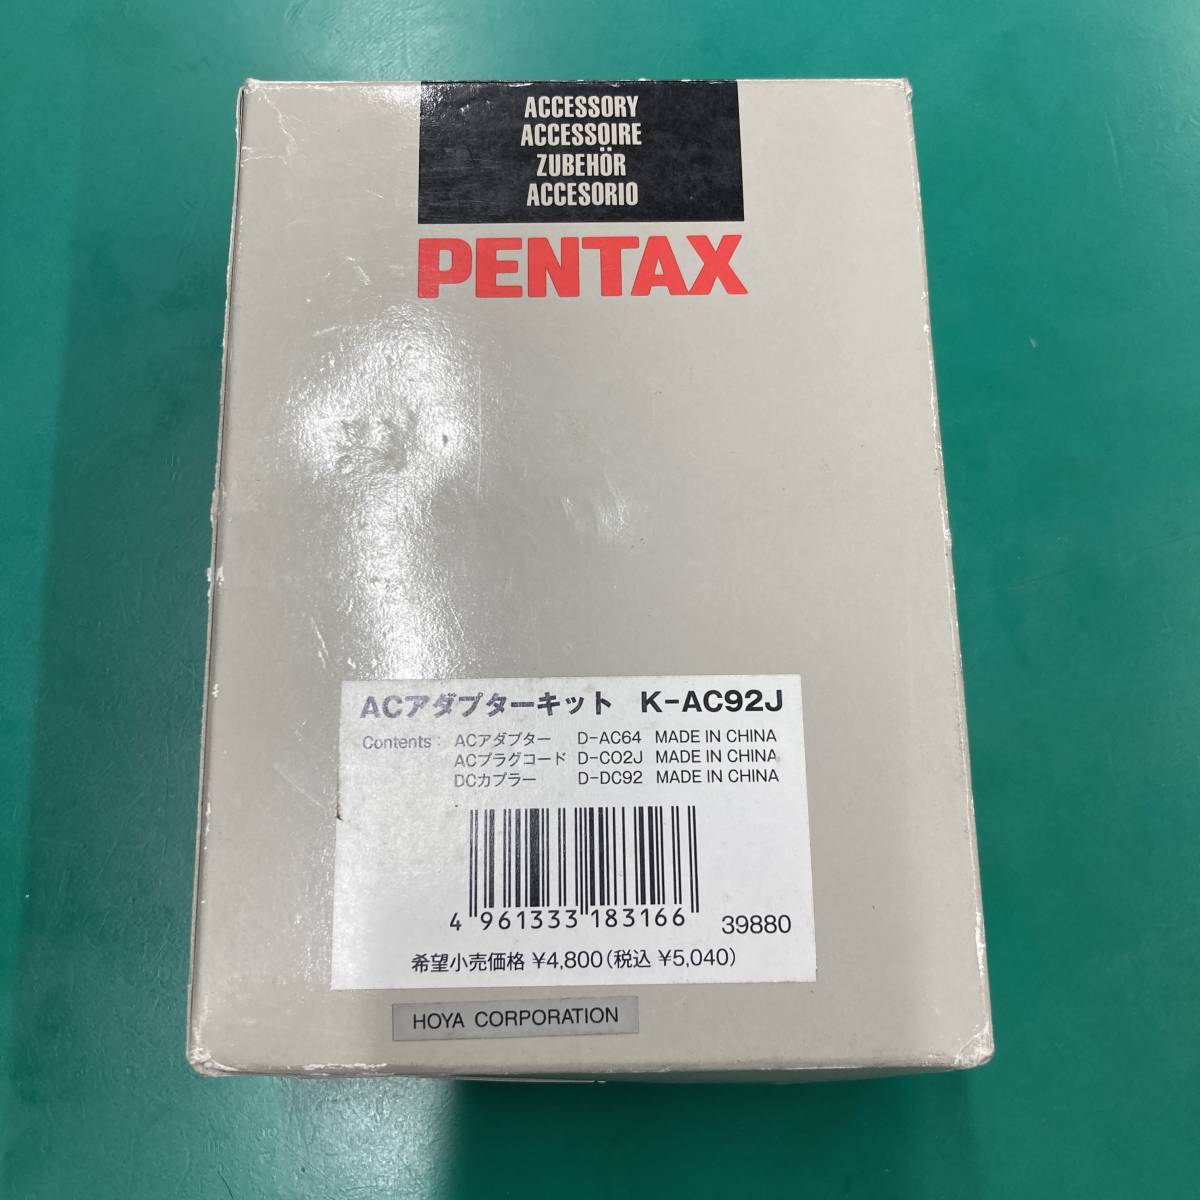 ACCESSORY
ACCESSOIRE
ZUBEHÖR
ACCESORIO
PENTAX
ACアダプターキット K-AC92J
Contents: ACアダプター D-AC64 MADE IN CHINA
ACプラグコード D-CO2J MADE IN CHINA
DCカプラー D-DC92 MADE IN CHINA
4 961333 183166 39880
希望小売価格 ¥4,800(税込 ¥5,040)
HOYA CORPORATION